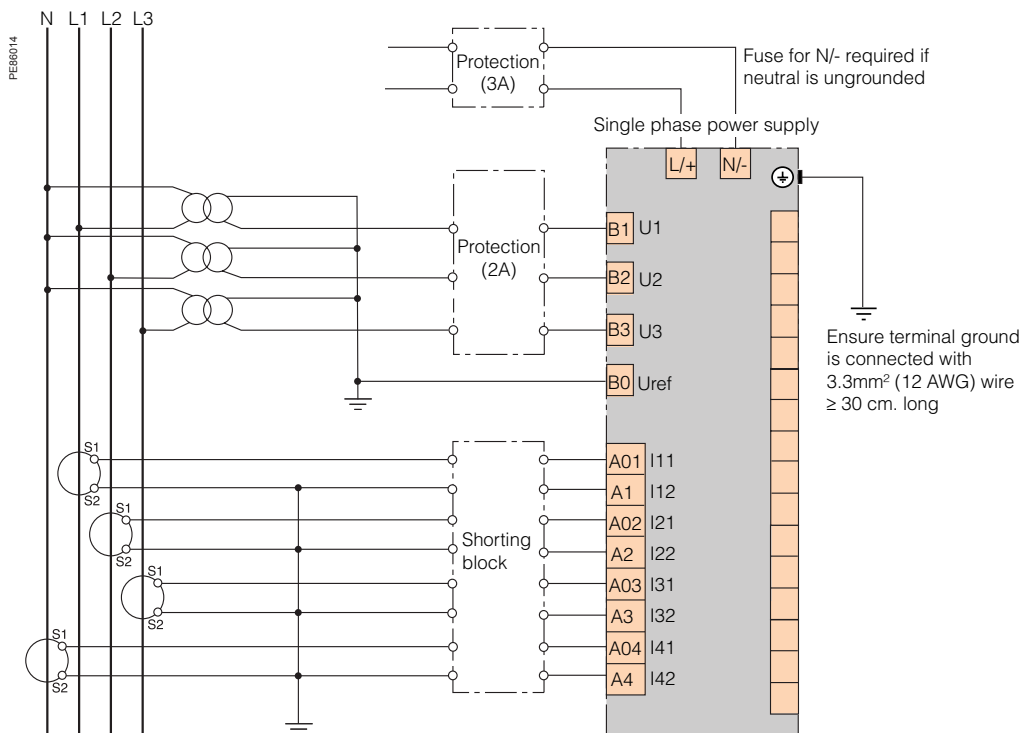 N L1 L2 L3
PE86014
Protection
(3A)
Fuse for N/- required if
neutral is ungrounded
Single phase power supply
L/+ N/-
Protection
(2A)
B1 U1
B2 U2
B3 U3
B0 Uref
Ensure terminal ground
is connected with
3.3mm² (12 AWG) wire
≥ 30 cm. long
S1
S2
S1
S2
S1
S2
S1
S2
Shorting
block
A01 I11
A1 I12
A02 I21
A2 I22
A03 I31
A3 I32
A04 I41
A4 I42